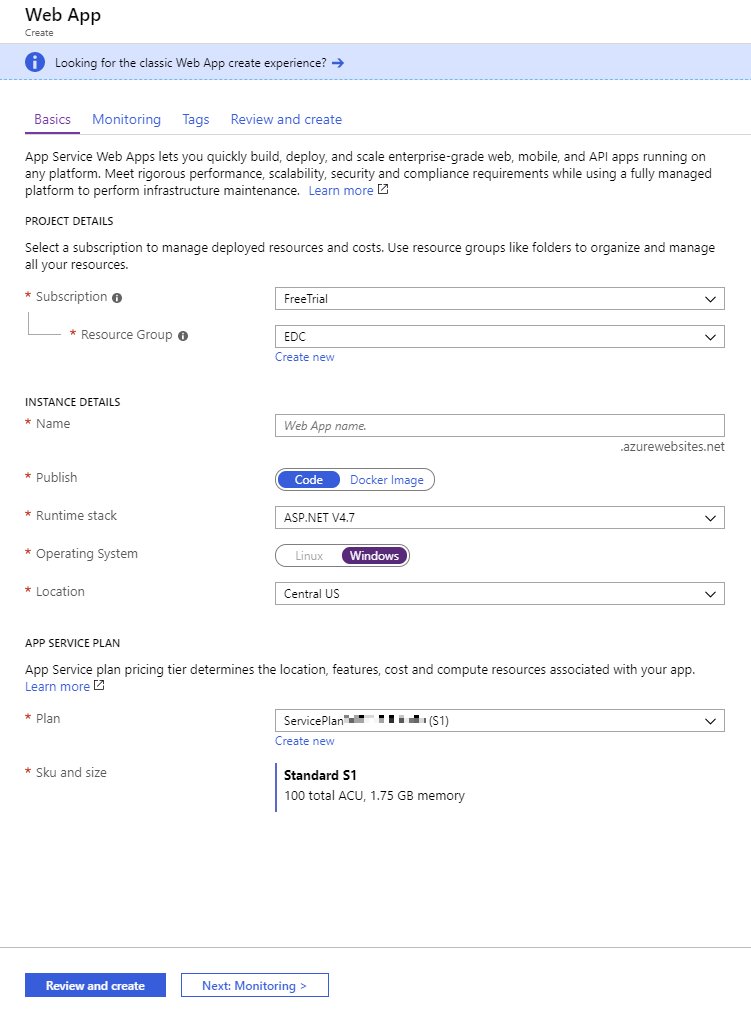 Web App
Create
Looking for the classic Web App create experience? →
Basics Monitoring Tags Review and create
App Service Web Apps lets you quickly build, deploy, and scale enterprise-grade web, mobile, and API apps running on
any platform. Meet rigorous performance, scalability, security and compliance requirements while using a fully managed
platform to perform infrastructure maintenance. Learn more
PROJECT DETAILS
Select a subscription to manage deployed resources and costs. Use resource groups like folders to organize and manage
all your resources.
* Subscription FreeTrial
* Resource Group EDC
Create new
INSTANCE DETAILS
* Name Web App name.
.azurewebsites.net
* Publish Code Docker Image
* Runtime stack ASP.NET V4.7
* Operating System Linux Windows
* Location Central US
APP SERVICE PLAN
App Service plan pricing tier determines the location, features, cost and compute resources associated with your app.
Learn more
* Plan ServicePlan (S1)
Create new
* Sku and size Standard S1
100 total ACU, 1.75 GB memory
Review and create Next: Monitoring >